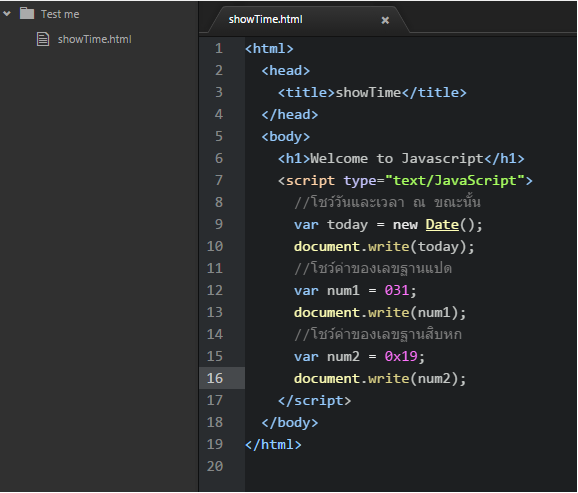 Test me
showTime.html
showTime.html ×
1 <html>
2 <head>
3 <title>showTime</title>
4 </head>
5 <body>
6 <h1>Welcome to Javascript</h1>
7 <script type="text/JavaScript">
8 //โชว์วันและเวลา ณ ขณะนั้น
9 var today = new Date();
10 document.write(today);
11 //โชว์ค่าของเลขฐานแปด
12 var num1 = 031;
13 document.write(num1);
14 //โชว์ค่าของเลขฐานสิบหก
15 var num2 = 0x19;
16 document.write(num2);
17 </script>
18 </body>
19 </html>
20